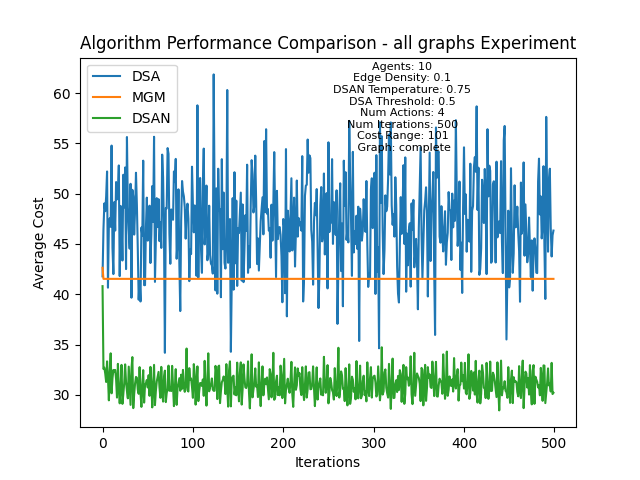 Algorithm Performance Comparison - all graphs Experiment
DSA
MGM
DSAN
Agents: 10
Edge Density: 0.1
DSAN Temperature: 0.75
DSA Threshold: 0.5
Num Actions: 4
Num Iterations: 500
Cost Range: 101
Graph: complete
Average Cost
60
55
50
45
40
35
30
0
100
200
300
400
500
Iterations